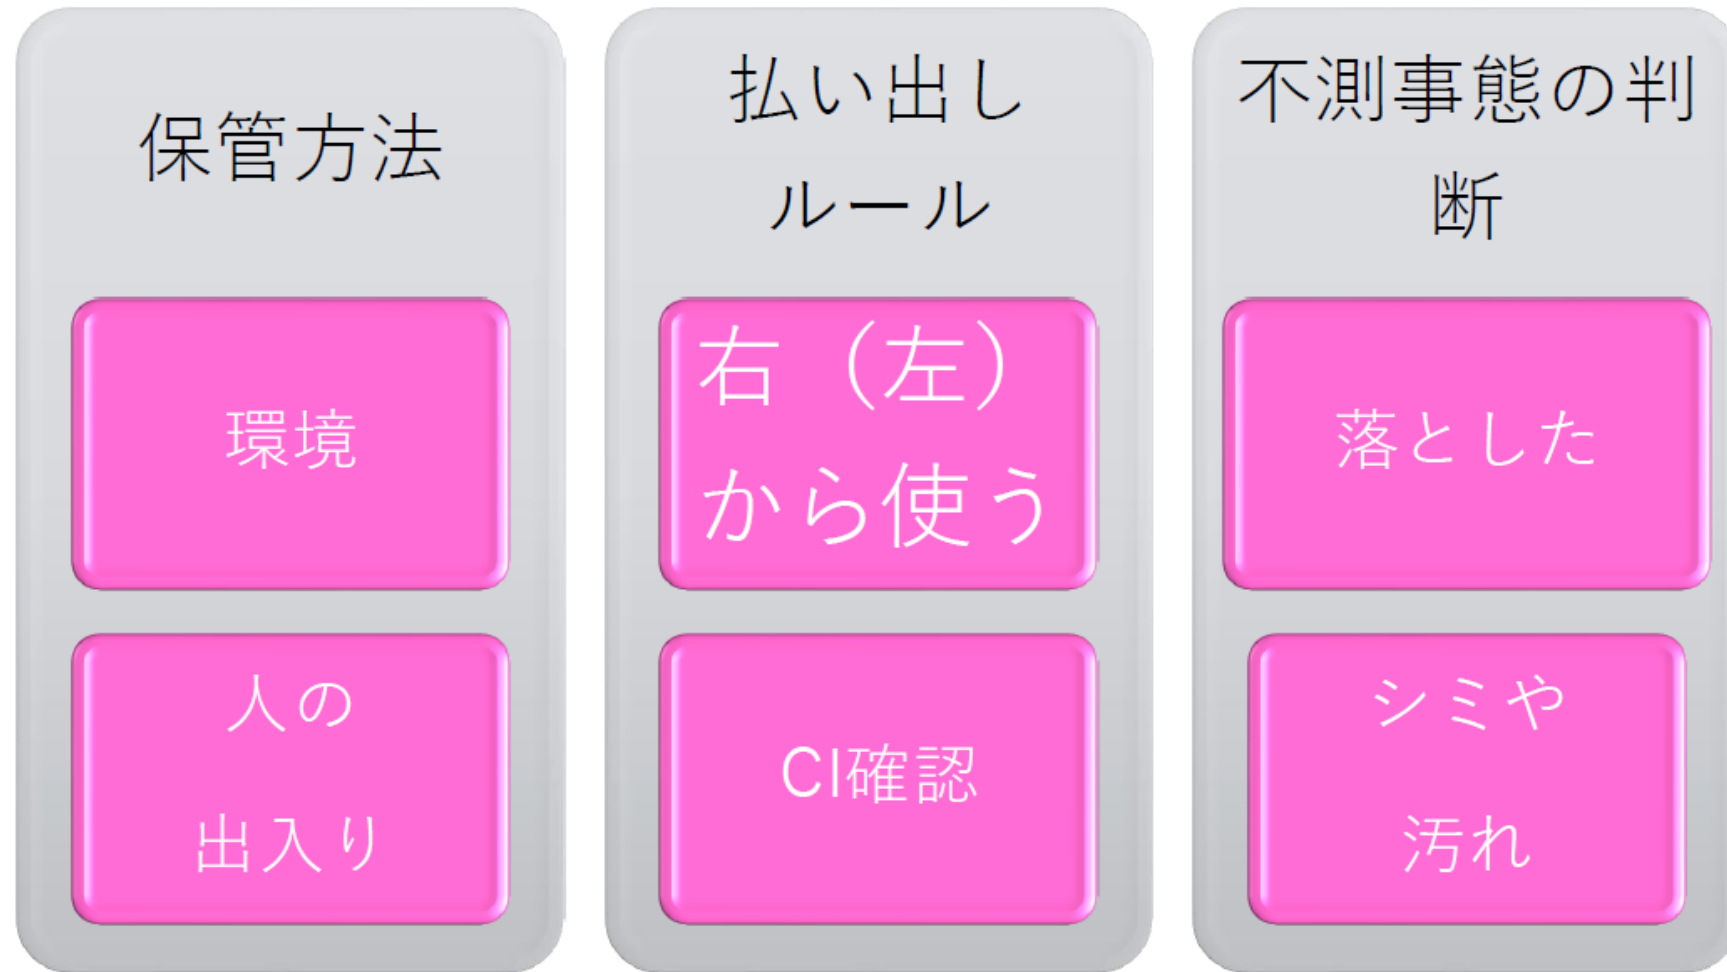 保管方法
環境
人の
出入り
払い出し
ルール
右（左）
から使う
CI確認
不測事態の判
断
落とした
シミや
汚れ